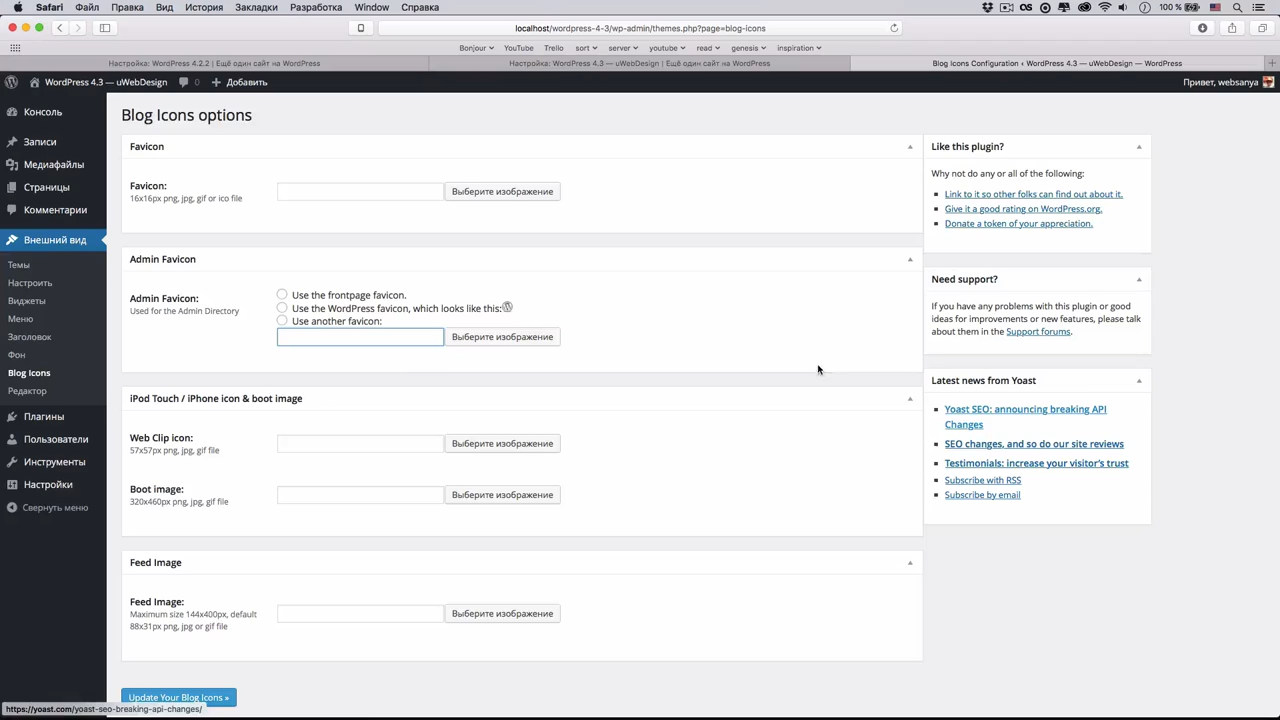 Safari Файл Правка Вид История Закладки Разработка Window Справка 100 %
localhost/wordpress-4-3/wp-admin/themes.php?page=blog-icons
Bonjour YouTube Trello sort server youtube read genesis inspiration
Настройка: WordPress 4.2.2 | Ещё один сайт на WordPress
Настройка: WordPress 4.3 — uWebDesign | Ещё один сайт на WordPress
Blog Icons Configuration ‹ WordPress 4.3 — uWebDesign — WordPress
WordPress 4.3 — uWebDesign 0 Добавить Привет, websanya
Консоль
Записи
Медиафайлы
Страницы
Комментарии
Внешний вид
Темы
Настроить
Виджеты
Меню
Заголовок
Фон
Blog Icons
Редактор
Плагины
Пользователи
Инструменты
Настройки
Свернуть меню
Blog Icons options
Favicon
Favicon:
16x16px png, jpg, gif or ico file
Выберите изображение
Admin Favicon
Admin Favicon:
Used for the Admin Directory
Use the frontpage favicon.
Use the WordPress favicon, which looks like this:
Use another favicon:
Выберите изображение
iPod Touch / iPhone icon & boot image
Web Clip icon:
57x57px png, jpg, gif file
Выберите изображение
Boot image:
320x460px png, jpg, gif file
Выберите изображение
Feed Image
Feed Image:
Maximum size 144x400px, default
88x31px png, jpg or gif file
Выберите изображение
Update Your Blog Icons »
Like this plugin?
Why not do any or all of the following:
Link to it so other folks can find out about it.
Give it a good rating on WordPress.org.
Donate a token of your appreciation.
Need support?
If you have any problems with this plugin or good
ideas for improvements or new features, please talk
about them in the Support forums.
Latest news from Yoast
Yoast SEO: announcing breaking API
Changes
SEO changes, and so do our site reviews
Testimonials: increase your visitor's trust
Subscribe with RSS
Subscribe by email
https://yoast.com/yoast-seo-breaking-api-changes/